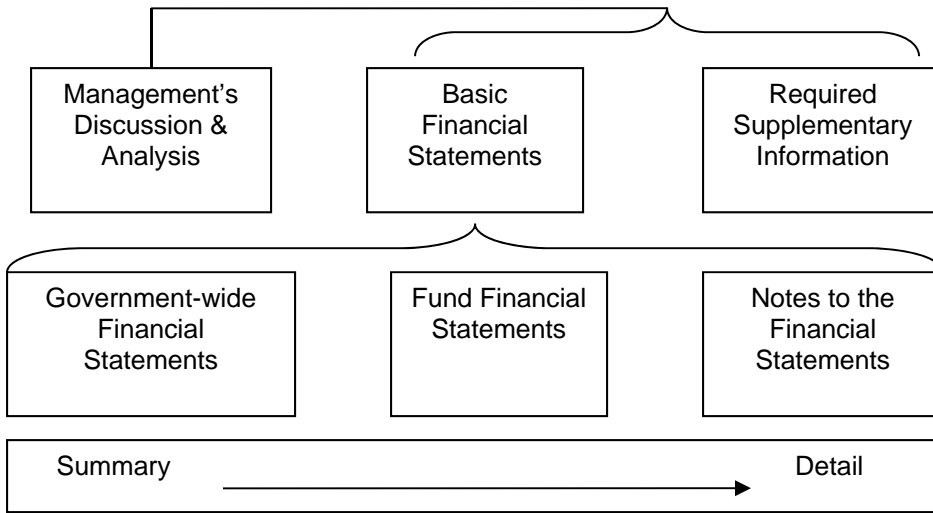 Management’s
Discussion &
Analysis
Basic
Financial
Statements
Required
Supplementary
Information
Government-wide
Financial
Statements
Fund Financial
Statements
Notes to the
Financial
Statements
Summary
Detail